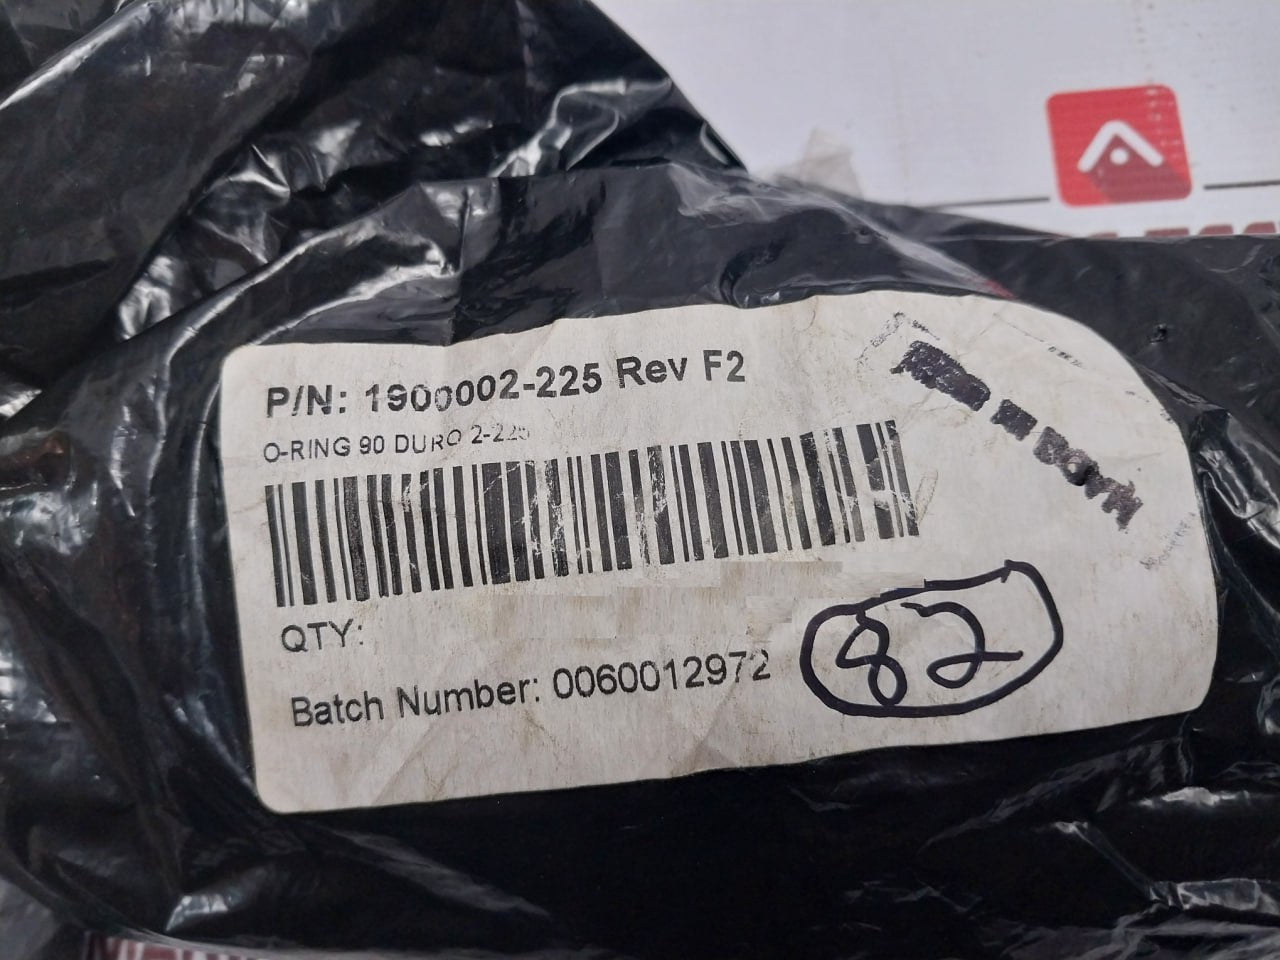 P/N: 1900002-225 Rev F2
O-RING 90 DURO 2-225
QTY:
Batch Number: 0060012972
82